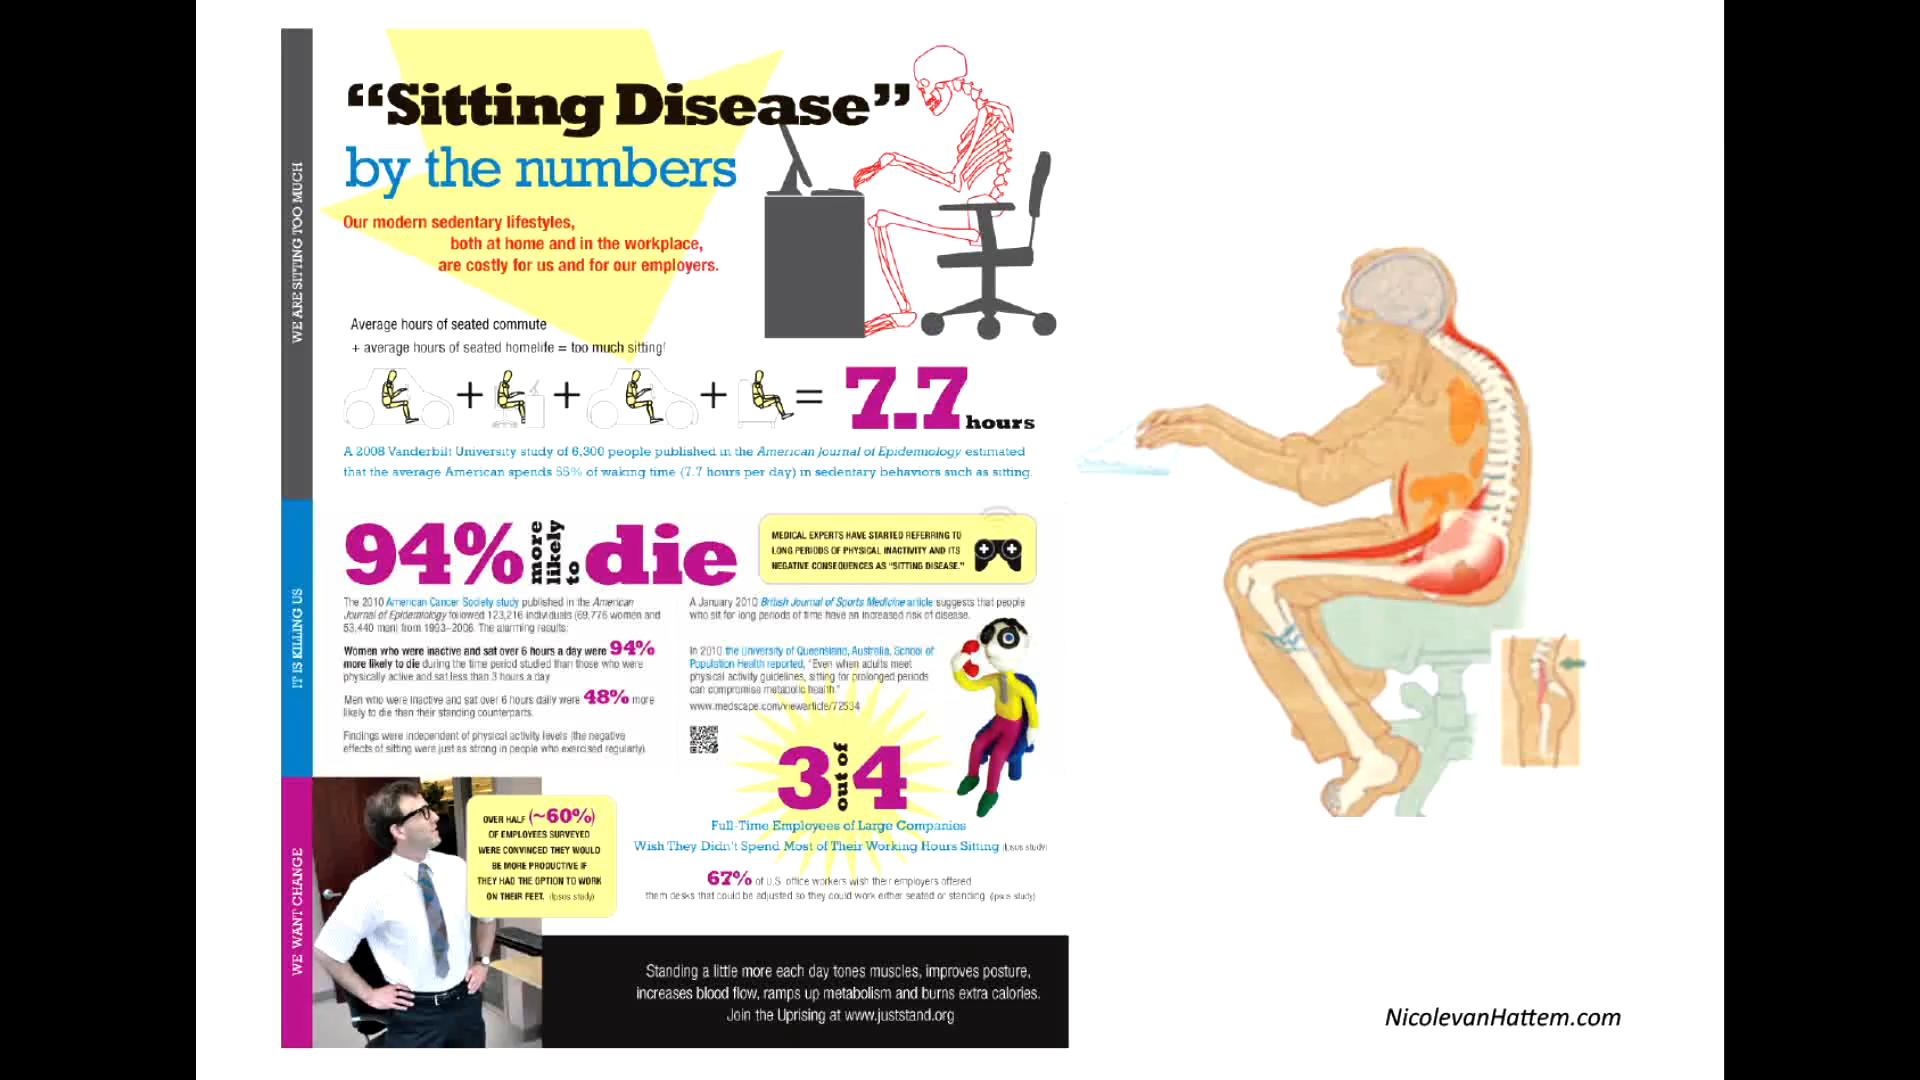 “Sitting Disease”
by the numbers
Our modern sedentary lifestyles,
both at home and in the workplace,
are costly for us and for our employers.
WE ARE SITTING TOO MUCH
Average hours of seated commute
+ average hours of seated homelife = too much sitting!
+ + + = 7.7 hours
A 2008 Vanderbilt University study of 6,300 people published in the American Journal of Epidemiology estimated
that the average American spends 55% of waking time (7.7 hours per day) in sedentary behaviors such as sitting.
IT IS KILLING US
94% more likely to die
MEDICAL EXPERTS HAVE STARTED REFERRING TO
LONG PERIODS OF PHYSICAL INACTIVITY AND ITS
NEGATIVE CONSEQUENCES AS “SITTING DISEASE.”
The 2010 American Cancer Society study published in the American
Journal of Epidemiology followed 123,216 individuals (69,776 women and
53,440 men) from 1993–2006. The alarming results:
Women who were inactive and sat over 6 hours a day were 94%
more likely to die during the time period studied than those who were
physically active and sat less than 3 hours a day
Men who were inactive and sat over 6 hours daily were 48% more
likely to die than their standing counterparts.
Findings were independent of physical activity levels (the negative
effects of sitting were just as strong in people who exercised regularly).
A January 2010 British Journal of Sports Medicine article suggests that people
who sit for long periods of time have an increased risk of disease.
In 2010 the University of Queensland, Australia, School of
Population Health reported, “Even when adults meet
physical activity guidelines, sitting for prolonged periods
can compromise metabolic health.”
www.medscape.com/viewarticle/72534
WE WANT CHANGE
OVER HALF (~60%)
OF EMPLOYEES SURVEYED
WERE CONVINCED THEY WOULD
BE MORE PRODUCTIVE IF
THEY HAD THE OPTION TO WORK
ON THEIR FEET. (Ipsos study)
3 out of 4
Full-Time Employees of Large Companies
Wish They Didn't Spend Most of Their Working Hours Sitting (Ipsos study)
67% of U.S. office workers wish their employers offered
them desks that could be adjusted so they could work either seated or standing. (Ipsos study)
Standing a little more each day tones muscles, improves posture,
increases blood flow, ramps up metabolism and burns extra calories.
Join the Uprising at www.juststand.org
NicolevanHattem.com